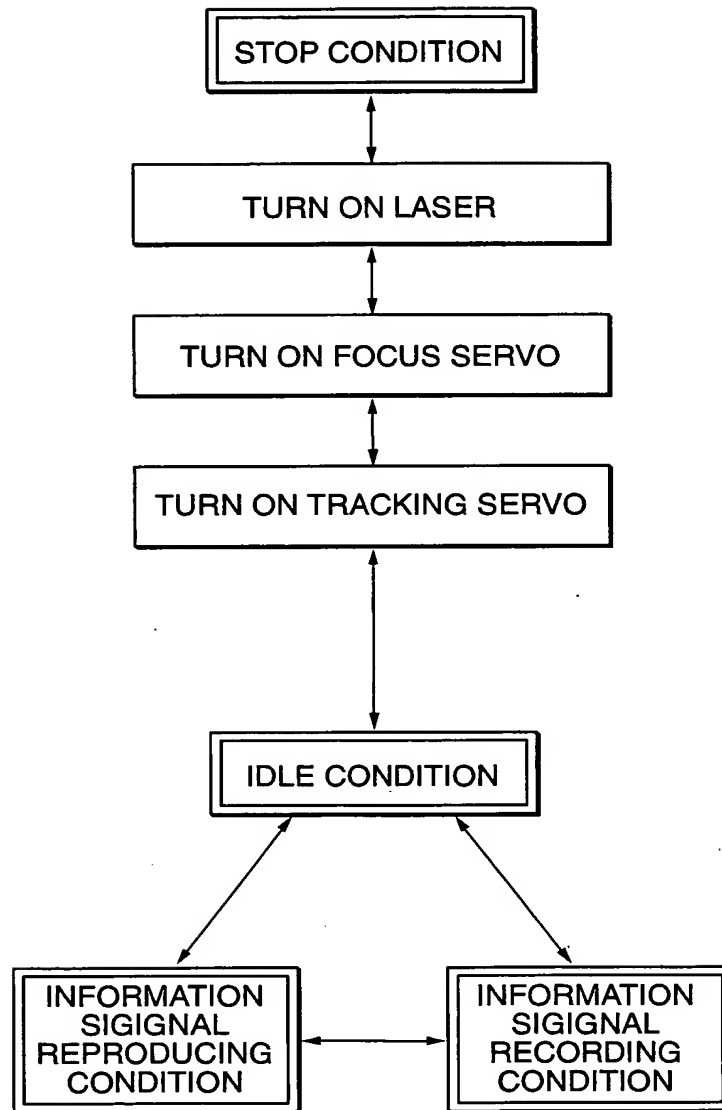 STOP CONDITION
TURN ON LASER
TURN ON FOCUS SERVO
TURN ON TRACKING SERVO
IDLE CONDITION
INFORMATION
SIGIGNAL
REPRODUCING
CONDITION
INFORMATION
SIGIGNAL
RECORDING
CONDITION